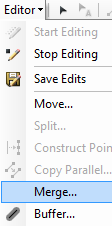 Editor
Start Editing
Stop Editing
Save Edits
Move...
Split...
Construct Poin
Copy Parallel...
Merge...
Buffer...